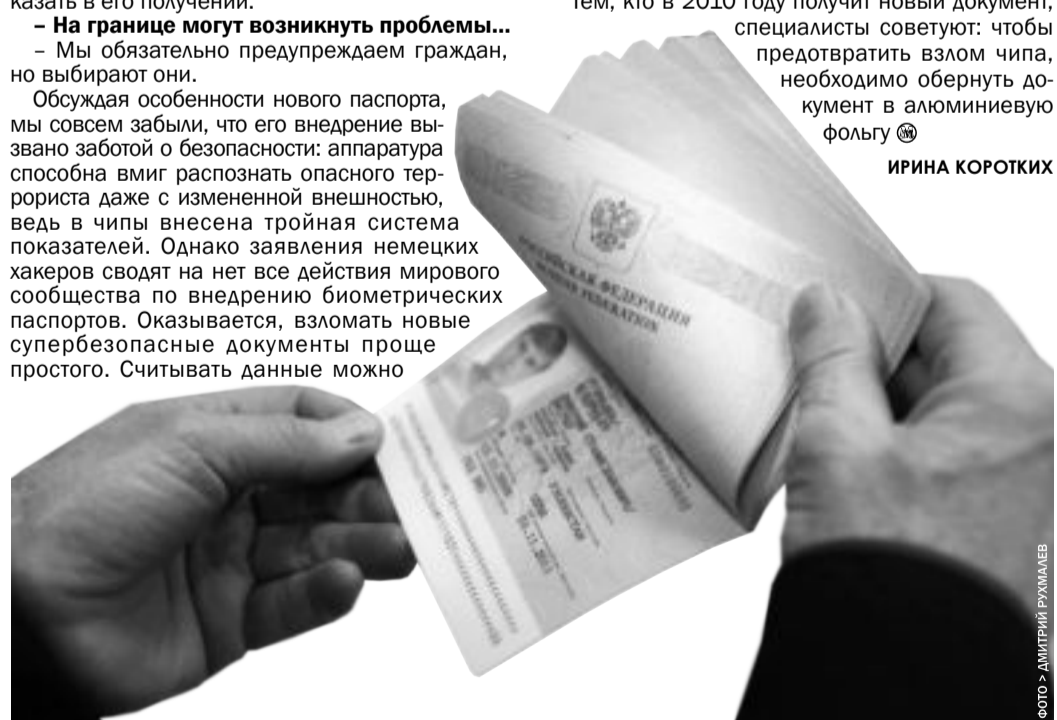 казать в его получении.
– На границе могут возникнуть проблемы...
– Мы обязательно предупреждаем граждан,
но выбирают они.
Обсуждая особенности нового паспорта,
мы совсем забыли, что его внедрение вы-
звано заботой о безопасности: аппаратура
способна вмиг распознать опасного тер-
рориста даже с измененной внешностью,
ведь в чипы внесена тройная система
показателей. Однако заявления немецких
хакеров сводят на нет все действия мирового
сообщества по внедрению биометрических
паспортов. Оказывается, взломать новые
супербезопасные документы проще
простого. Считывать данные можно
Тем, кто в 2010 году получит новый документ,
специалисты советуют: чтобы
предотвратить взлом чипа,
необходимо обернуть до-
кумент в алюминиевую
фольгу
ИРИНА КОРОТКИХ
РОССИЙСКАЯ ФЕДЕРАЦИЯ
RUSSIAN FEDERATION
ФОТО > ДМИТРИЙ РУХМАЛЕВ